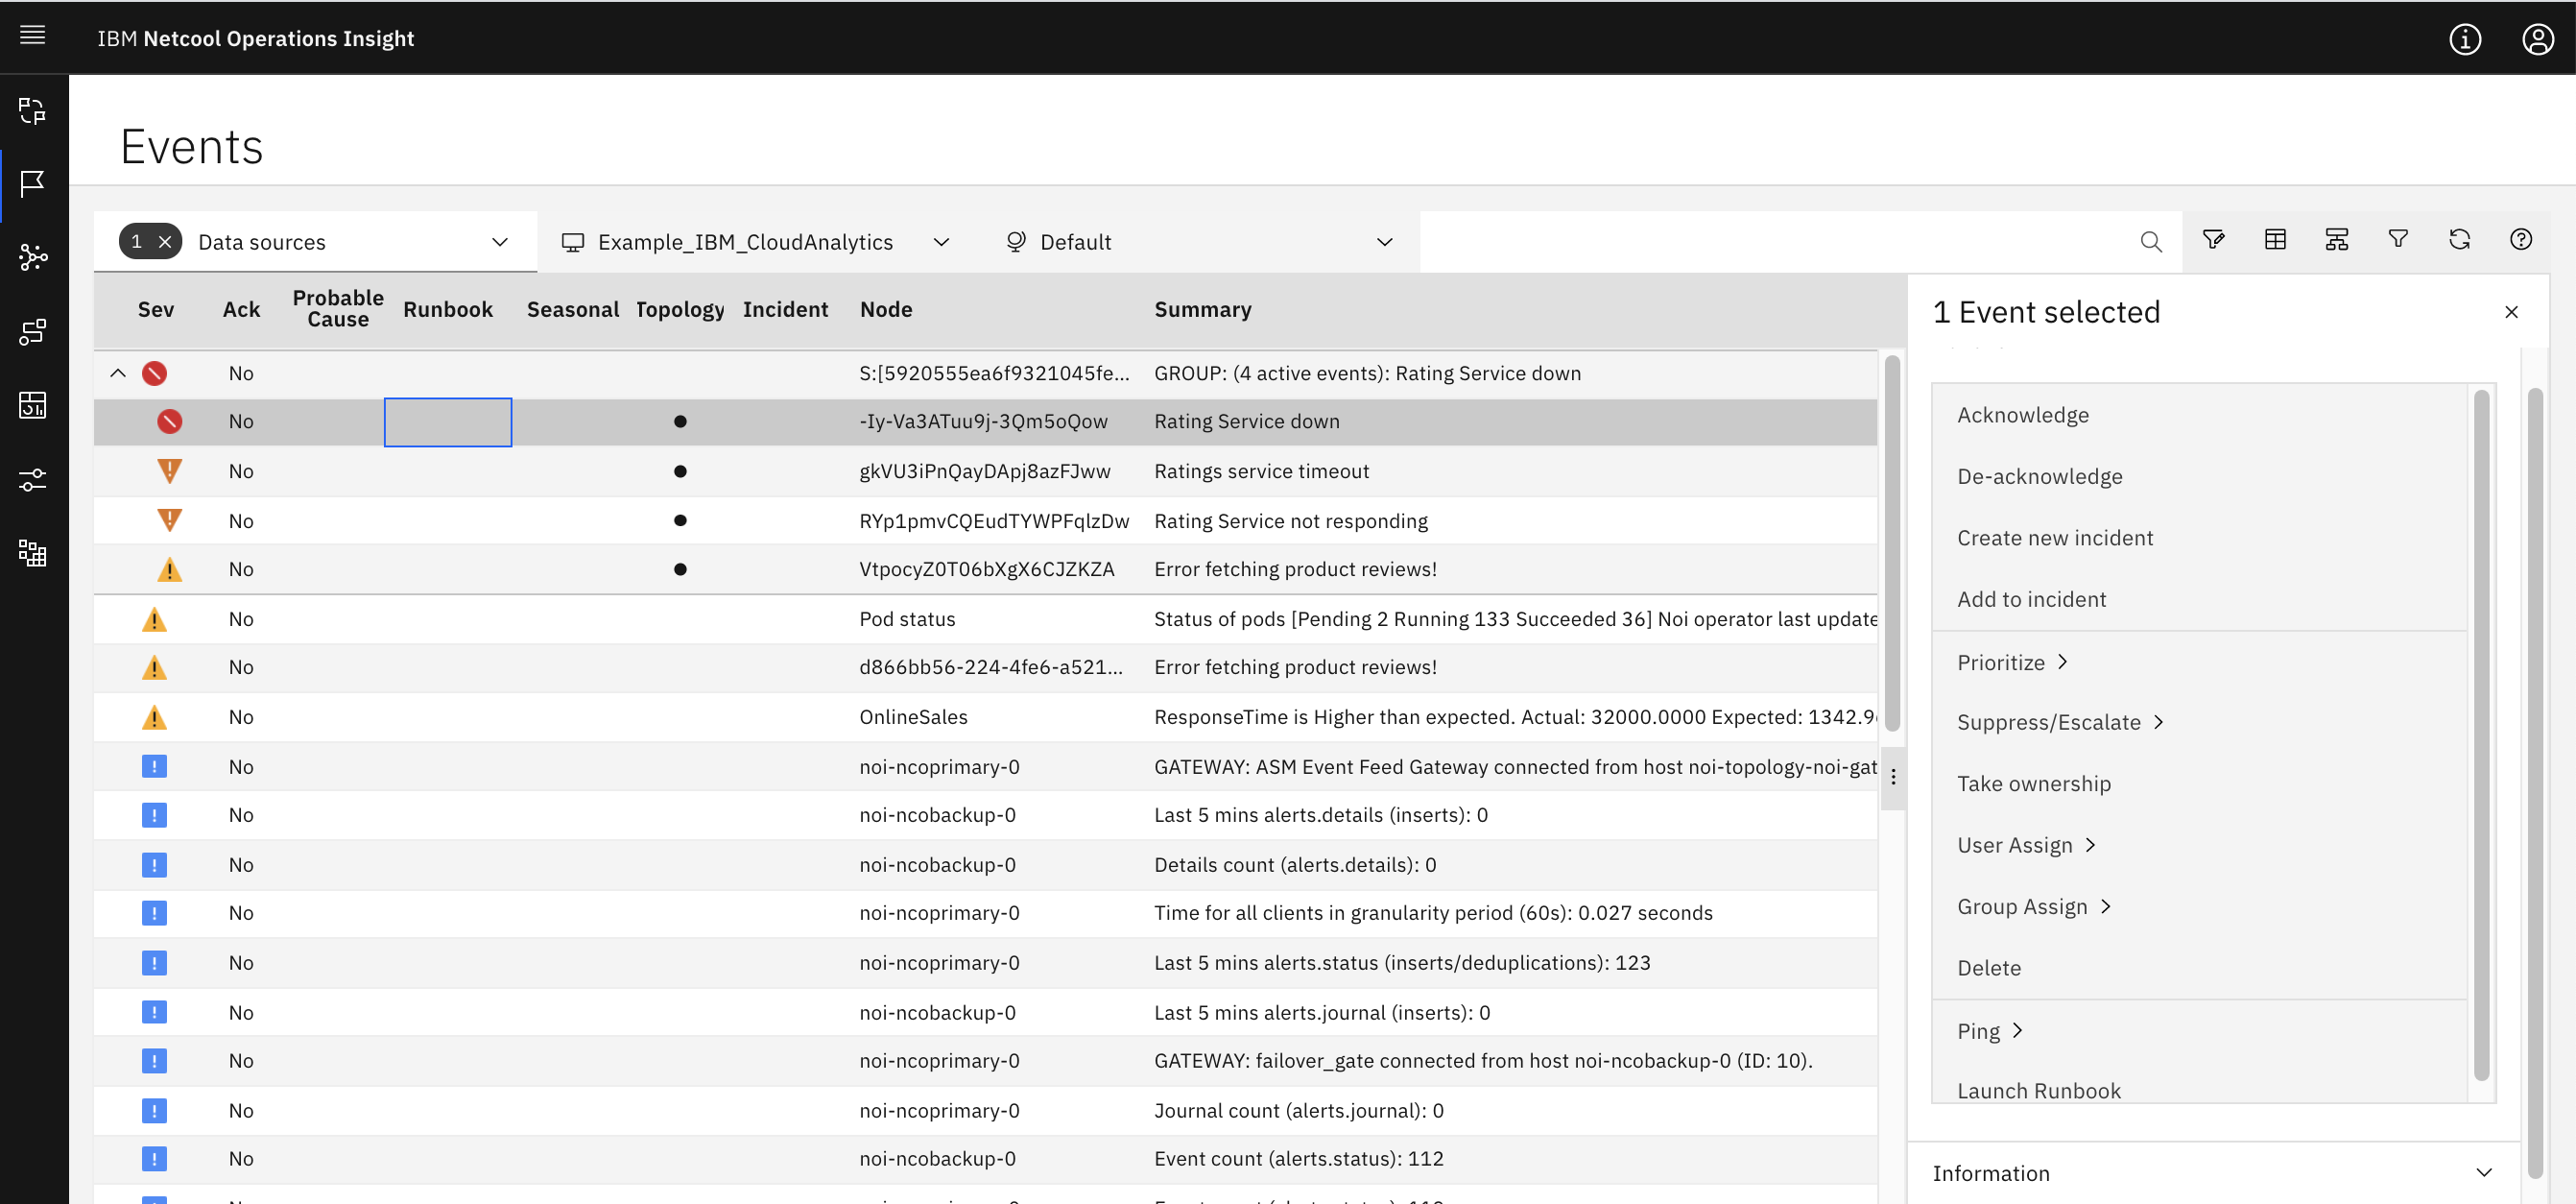 IBM Netcool Operations Insight
Events
1 Data sources Example_IBM_CloudAnalytics Default
Sev Ack Probable Cause Runbook Seasonal Topology Incident Node Summary
No S:[5920555ea6f9321045fe... GROUP: (4 active events): Rating Service down
No -Iy-Va3ATuu9j-3Qm5oQow Rating Service down
No gkVU3iPnQayDApj8azFJww Ratings service timeout
No RYp1pmvCQEudTYWPFqlzDw Rating Service not responding
No VtpocyZ0T06bXgX6CJZKZA Error fetching product reviews!
No Pod status Status of pods [Pending 2 Running 133 Succeeded 36] Noi operator last update
No d866bb56-224-4fe6-a521... Error fetching product reviews!
No OnlineSales ResponseTime is Higher than expected. Actual: 32000.0000 Expected: 1342.9
No noi-ncoprimary-0 GATEWAY: ASM Event Feed Gateway connected from host noi-topology-noi-gat
No noi-ncobackup-0 Last 5 mins alerts.details (inserts): 0
No noi-ncobackup-0 Details count (alerts.details): 0
No noi-ncoprimary-0 Time for all clients in granularity period (60s): 0.027 seconds
No noi-ncoprimary-0 Last 5 mins alerts.status (inserts/deduplications): 123
No noi-ncobackup-0 Last 5 mins alerts.journal (inserts): 0
No noi-ncoprimary-0 GATEWAY: failover_gate connected from host noi-ncobackup-0 (ID: 10).
No noi-ncoprimary-0 Journal count (alerts.journal): 0
No noi-ncobackup-0 Event count (alerts.status): 112
1 Event selected
Acknowledge
De-acknowledge
Create new incident
Add to incident
Prioritize
Suppress/Escalate
Take ownership
User Assign
Group Assign
Delete
Ping
Launch Runbook
Information